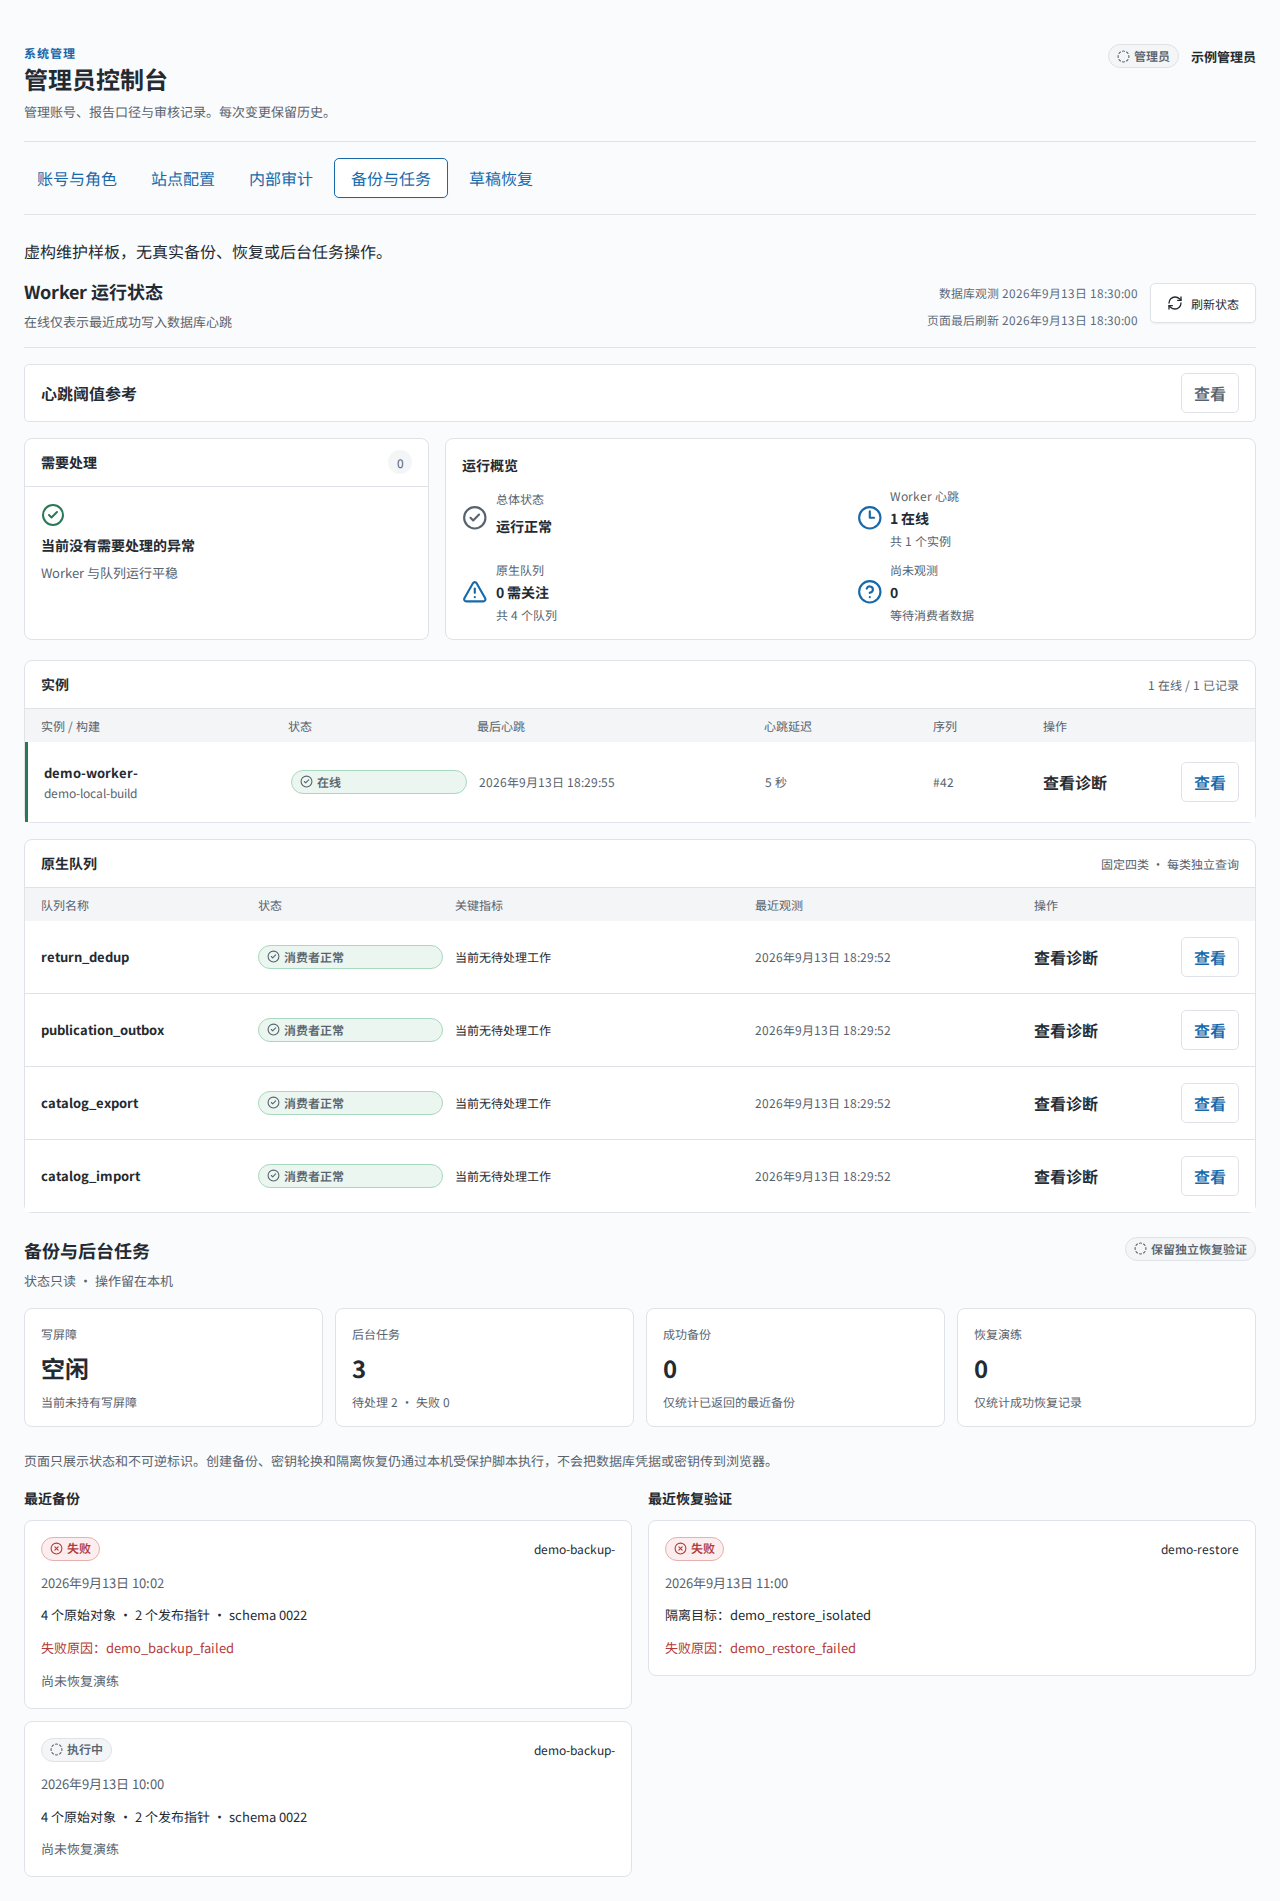 系统管理
管理员控制台
管理账号、报告口径与审核记录。每次变更保留历史。
管理员 示例管理员
账号与角色 站点配置 内部审计 备份与任务 草稿恢复
虚构维护样板，无真实备份、恢复或后台任务操作。
Worker 运行状态
在线仅表示最近成功写入数据库心跳
数据库观测 2026年9月13日 18:30:00
页面最后刷新 2026年9月13日 18:30:00
刷新状态
心跳阈值参考 查看
需要处理 0
当前没有需要处理的异常
Worker 与队列运行平稳
运行概览
总体状态
运行正常
Worker 心跳
1 在线
共 1 个实例
原生队列
0 需关注
共 4 个队列
尚未观测
0
等待消费者数据
实例 1 在线 / 1 已记录
实例 / 构建 状态 最后心跳 心跳延迟 序列 操作
demo-worker-
demo-local-build
在线 2026年9月13日 18:29:55 5 秒 #42 查看诊断 查看
原生队列 固定四类 · 每类独立查询
队列名称 状态 关键指标 最近观测 操作
return_dedup 消费者正常 当前无待处理工作 2026年9月13日 18:29:52 查看诊断 查看
publication_outbox 消费者正常 当前无待处理工作 2026年9月13日 18:29:52 查看诊断 查看
catalog_export 消费者正常 当前无待处理工作 2026年9月13日 18:29:52 查看诊断 查看
catalog_import 消费者正常 当前无待处理工作 2026年9月13日 18:29:52 查看诊断 查看
备份与后台任务 保留独立恢复验证
状态只读 · 操作留在本机
写屏障
空闲
当前未持有写屏障
后台任务
3
待处理 2 · 失败 0
成功备份
0
仅统计已返回的最近备份
恢复演练
0
仅统计成功恢复记录
页面只展示状态和不可逆标识。创建备份、密钥轮换和隔离恢复仍通过本机受保护脚本执行，不会把数据库凭据或密钥传到浏览器。
最近备份
失败 demo-backup-
2026年9月13日 10:02
4 个原始对象 · 2 个发布指针 · schema 0022
失败原因：demo_backup_failed
尚未恢复演练
执行中 demo-backup-
2026年9月13日 10:00
4 个原始对象 · 2 个发布指针 · schema 0022
尚未恢复演练
最近恢复验证
失败 demo-restore
2026年9月13日 11:00
隔离目标：demo_restore_isolated
失败原因：demo_restore_failed